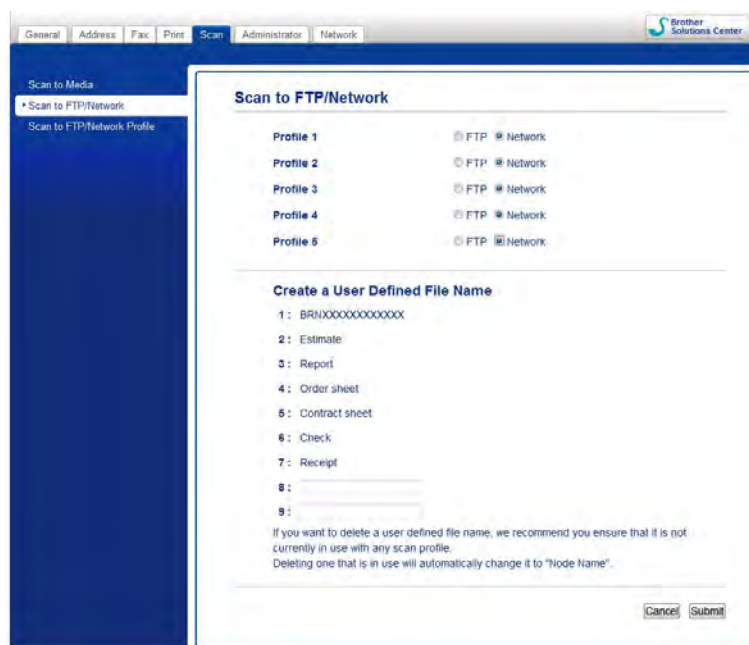 Brother
Solutions Center
General Address Fax Print Scan Administrator Network
Scan to Media
Scan to FTP/Network
Scan to FTP/Network Profile
Scan to FTP/Network
Profile 1 FTP Network
Profile 2 FTP Network
Profile 3 FTP Network
Profile 4 FTP Network
Profile 5 FTP Network
Create a User Defined File Name
1 : BRNXXXXXXXXXXXX
2 : Estimate
3 : Report
4 : Order sheet
5 : Contract sheet
6 : Check
7 : Receipt
8 :
9 :
If you want to delete a user defined file name, we recommend you ensure that it is not
currently in use with any scan profile.
Deleting one that is in use will automatically change it to "Node Name".
Cancel Submit